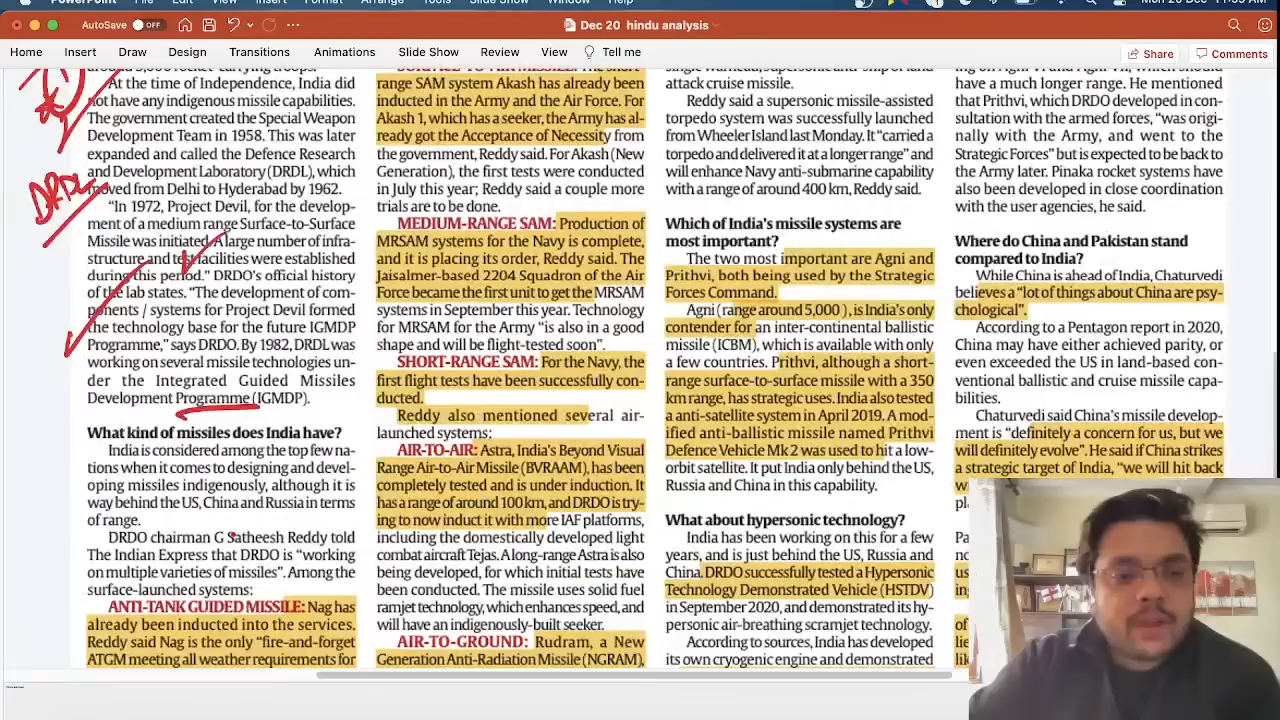 PowerPoint File Edit View Insert Format Arrange Tools Slide Show Window Help
AutoSave OFF
Dec 20 hindu analysis
Home Insert Draw Design Transitions Animations Slide Show Review View Tell me
Share Comments
DRDL
At the time of Independence, India did
not have any indigenous missile capabilities.
The government created the Special Weapon
Development Team in 1958. This was later
expanded and called the Defence Research
and Development Laboratory (DRDL), which
moved from Delhi to Hyderabad by 1962.
"In 1972, Project Devil, for the develop-
ment of a medium range Surface-to-Surface
Missile was initiated. A large number of infra-
structure and test facilities were established
during this period." DRDO's official history
of the lab states. "The development of com-
ponents / systems for Project Devil formed
the technology base for the future IGMDP
Programme," says DRDO. By 1982, DRDL was
working on several missile technologies un-
der the Integrated Guided Missiles
Development Programme (IGMDP).
What kind of missiles does India have?
India is considered among the top few na-
tions when it comes to designing and devel-
oping missiles indigenously, although it is
way behind the US, China and Russia in terms
of range.
DRDO chairman G Satheesh Reddy told
The Indian Express that DRDO is "working
on multiple varieties of missiles". Among the
surface-launched systems:
ANTI-TANK GUIDED MISSILE: Nag has
already been inducted into the services.
Reddy said Nag is the only "fire-and-forget
ATGM meeting all weather requirements for
SURFACE-TO-AIR MISSILE: The short-
range SAM system Akash has already been
inducted in the Army and the Air Force. For
Akash 1, which has a seeker, the Army has al-
ready got the Acceptance of Necessity from
the government, Reddy said. For Akash (New
Generation), the first tests were conducted
in July this year; Reddy said a couple more
trials are to be done.
MEDIUM-RANGE SAM: Production of
MRSAM systems for the Navy is complete,
and it is placing its order, Reddy said. The
Jaisalmer-based 2204 Squadron of the Air
Force became the first unit to get the MRSAM
systems in September this year. Technology
for MRSAM for the Army "is also in a good
shape and will be flight-tested soon".
SHORT-RANGE SAM: For the Navy, the
first flight tests have been successfully con-
ducted.
Reddy also mentioned several air-
launched systems:
AIR-TO-AIR: Astra, India's Beyond Visual
Range Air-to-Air Missile (BVRAAM), has been
completely tested and is under induction. It
has a range of around 100 km, and DRDO is try-
ing to now induct it with more IAF platforms,
including the domestically developed light
combat aircraft Tejas. A long-range Astra is also
being developed, for which initial tests have
been conducted. The missile uses solid fuel
ramjet technology, which enhances speed, and
will have an indigenously-built seeker.
AIR-TO-GROUND: Rudram, a New
Generation Anti-Radiation Missile (NGRAM),
attack cruise missile.
Reddy said a supersonic missile-assisted
torpedo system was successfully launched
from Wheeler Island last Monday. It "carried a
torpedo and delivered it at a longer range" and
will enhance Navy anti-submarine capability
with a range of around 400 km, Reddy said.
Which of India's missile systems are
most important?
The two most important are Agni and
Prithvi, both being used by the Strategic
Forces Command.
Agni (range around 5,000 ), is India's only
contender for an inter-continental ballistic
missile (ICBM), which is available with only
a few countries. Prithvi, although a short-
range surface-to-surface missile with a 350
km range, has strategic uses. India also tested
a anti-satellite system in April 2019. A mod-
ified anti-ballistic missile named Prithvi
Defence Vehicle Mk 2 was used to hit a low-
orbit satellite. It put India only behind the US,
Russia and China in this capability.
What about hypersonic technology?
India has been working on this for a few
years, and is just behind the US, Russia and
China. DRDO successfully tested a Hypersonic
Technology Demonstrated Vehicle (HSTDV)
in September 2020, and demonstrated its hy-
personic air-breathing scramjet technology.
According to sources, India has developed
its own cryogenic engine and demonstrated
have a much longer range. He mentioned
that Prithvi, which DRDO developed in con-
sultation with the armed forces, "was origi-
nally with the Army, and went to the
Strategic Forces" but is expected to be back to
the Army later. Pinaka rocket systems have
also been developed in close coordination
with the user agencies, he said.
Where do China and Pakistan stand
compared to India?
While China is ahead of India, Chaturvedi
believes a "lot of things about China are psy-
chological".
According to a Pentagon report in 2020,
China may have either achieved parity, or
even exceeded the US in land-based con-
ventional ballistic and cruise missile capa-
bilities.
Chaturvedi said China's missile develop-
ment is "definitely a concern for us, but we
will definitely evolve". He said if China strikes
a strategic target of India, "we will hit back